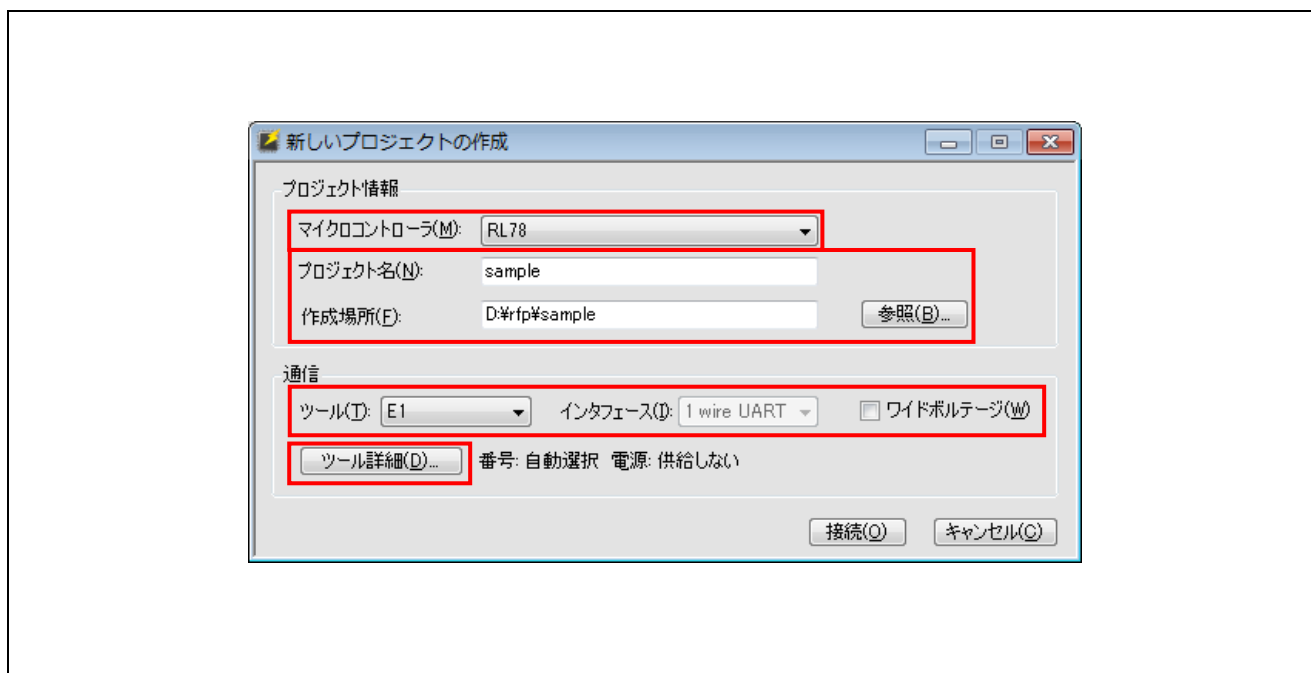 新しいプロジェクトの作成
プロジェクト情報
マイクロコントローラ(M): RL78
プロジェクト名(N): sample
作成場所(F): D:¥rfp¥sample 参照(B)...
通信
ツール(T): E1 インタフェース(I): 1 wire UART ワイドボルテージ(W)
ツール詳細(D)... 番号: 自動選択 電源: 供給しない
接続(O) キャンセル(C)